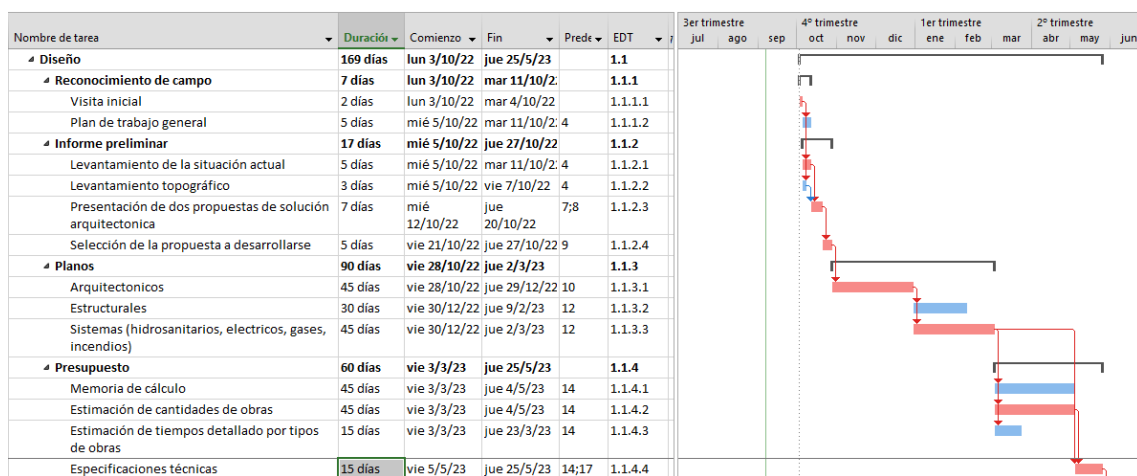 3er trimestre 4º trimestre 1er trimestre 2º trimestre
Nombre de tarea Duración Comienzo Fin Prede EDT jul ago sep oct nov dic ene feb mar abr may jun
Diseño 169 días lun 3/10/22 jue 25/5/23 1.1
Reconocimiento de campo 7 días lun 3/10/22 mar 11/10/2 1.1.1
Visita inicial 2 días lun 3/10/22 mar 4/10/22 1.1.1.1
Plan de trabajo general 5 días mié 5/10/22 mar 11/10/2 4 1.1.1.2
Informe preliminar 17 días mié 5/10/22 jue 27/10/22 1.1.2
Levantamiento de la situación actual 5 días mié 5/10/22 mar 11/10/2 4 1.1.2.1
Levantamiento topográfico 3 días mié 5/10/22 vie 7/10/22 4 1.1.2.2
Presentación de dos propuestas de solución 7 días mié jue 7;8 1.1.2.3
arquitectonica 12/10/22 20/10/22
Selección de la propuesta a desarrollarse 5 días vie 21/10/22 jue 27/10/22 9 1.1.2.4
Planos 90 días vie 28/10/22 jue 2/3/23 1.1.3
Arquitectonicos 45 días vie 28/10/22 jue 29/12/22 10 1.1.3.1
Estructurales 30 días vie 30/12/22 jue 9/2/23 12 1.1.3.2
Sistemas (hidrosanitarios, electricos, gases, 45 días vie 30/12/22 jue 2/3/23 12 1.1.3.3
incendios)
Presupuesto 60 días vie 3/3/23 jue 25/5/23 1.1.4
Memoria de cálculo 45 días vie 3/3/23 jue 4/5/23 14 1.1.4.1
Estimación de cantidades de obras 45 días vie 3/3/23 jue 4/5/23 14 1.1.4.2
Estimación de tiempos detallado por tipos 15 días vie 3/3/23 jue 23/3/23 14 1.1.4.3
de obras
Especificaciones técnicas 15 días vie 5/5/23 jue 25/5/23 14;17 1.1.4.4